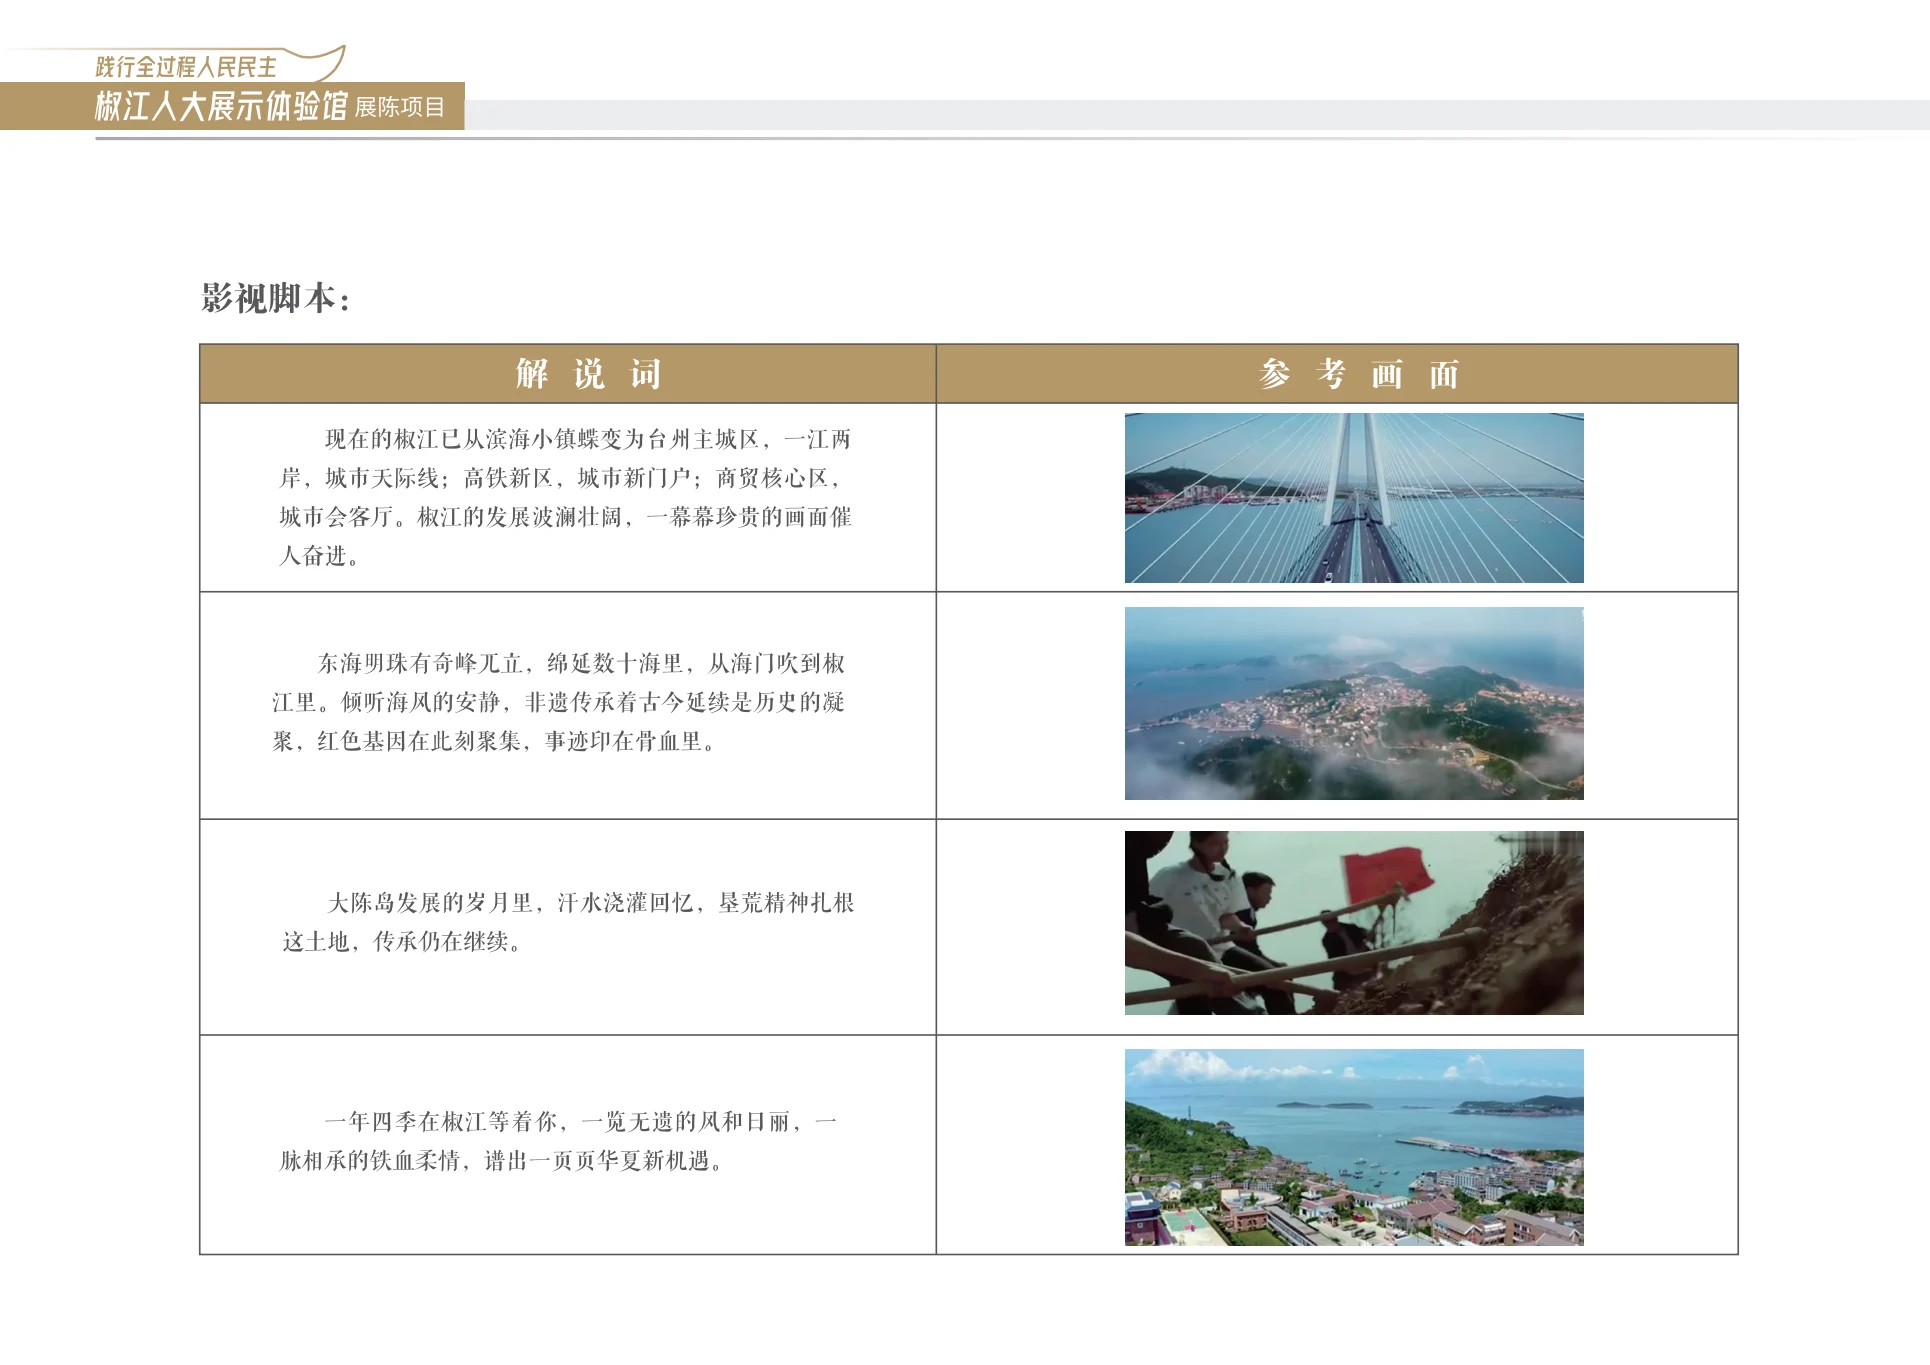 践行全过程人民民主
椒江人大展示体验馆 展陈项目
影视脚本：
解说词
参考画面
现在的椒江已从滨海小镇蝶变为台州主城区，一江两
岸，城市天际线；高铁新区，城市新门户；商贸核心区，
城市会客厅。椒江的发展波澜壮阔，一幕幕珍贵的画面催
人奋进。
东海明珠有奇峰兀立，绵延数十海里，从海门吹到椒
江里。倾听海风的安静，非遗传承着古今延续是历史的凝
聚，红色基因在此刻聚集，事迹印在骨血里。
大陈岛发展的岁月里，汗水浇灌回忆，垦荒精神扎根
这土地，传承仍在继续。
一年四季在椒江等着你，一览无遗的风和日丽，一
脉相承的铁血柔情，谱出一页页华夏新机遇。